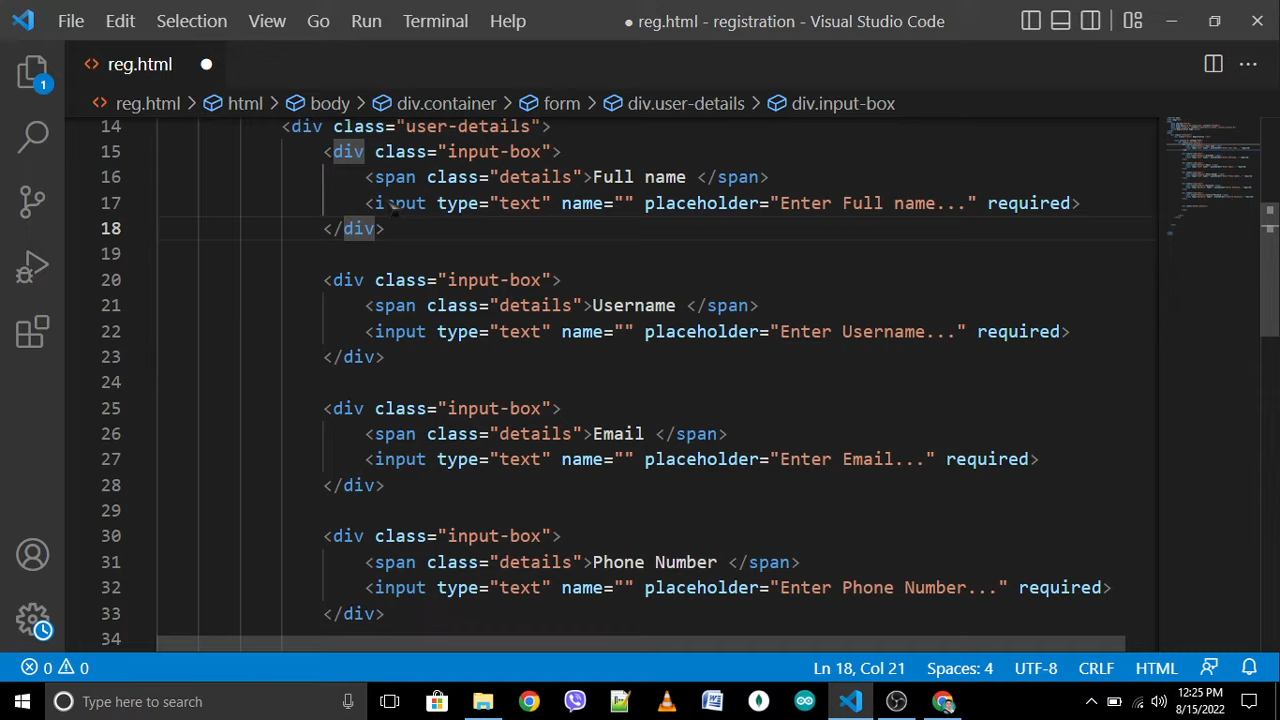 File Edit Selection View Go Run Terminal Help ● reg.html - registration - Visual Studio Code
reg.html ●
reg.html > html > body > div.container > form > div.user-details > div.input-box
14 <div class="user-details">
15 <div class="input-box">
16 <span class="details">Full name </span>
17 <input type="text" name="" placeholder="Enter Full name..." required>
18 </div>
19
20 <div class="input-box">
21 <span class="details">Username </span>
22 <input type="text" name="" placeholder="Enter Username..." required>
23 </div>
24
25 <div class="input-box">
26 <span class="details">Email </span>
27 <input type="text" name="" placeholder="Enter Email..." required>
28 </div>
29
30 <div class="input-box">
31 <span class="details">Phone Number </span>
32 <input type="text" name="" placeholder="Enter Phone Number..." required>
33 </div>
34
1
0 0 Ln 18, Col 21 Spaces: 4 UTF-8 CRLF HTML
Type here to search
12:25 PM
8/15/2022